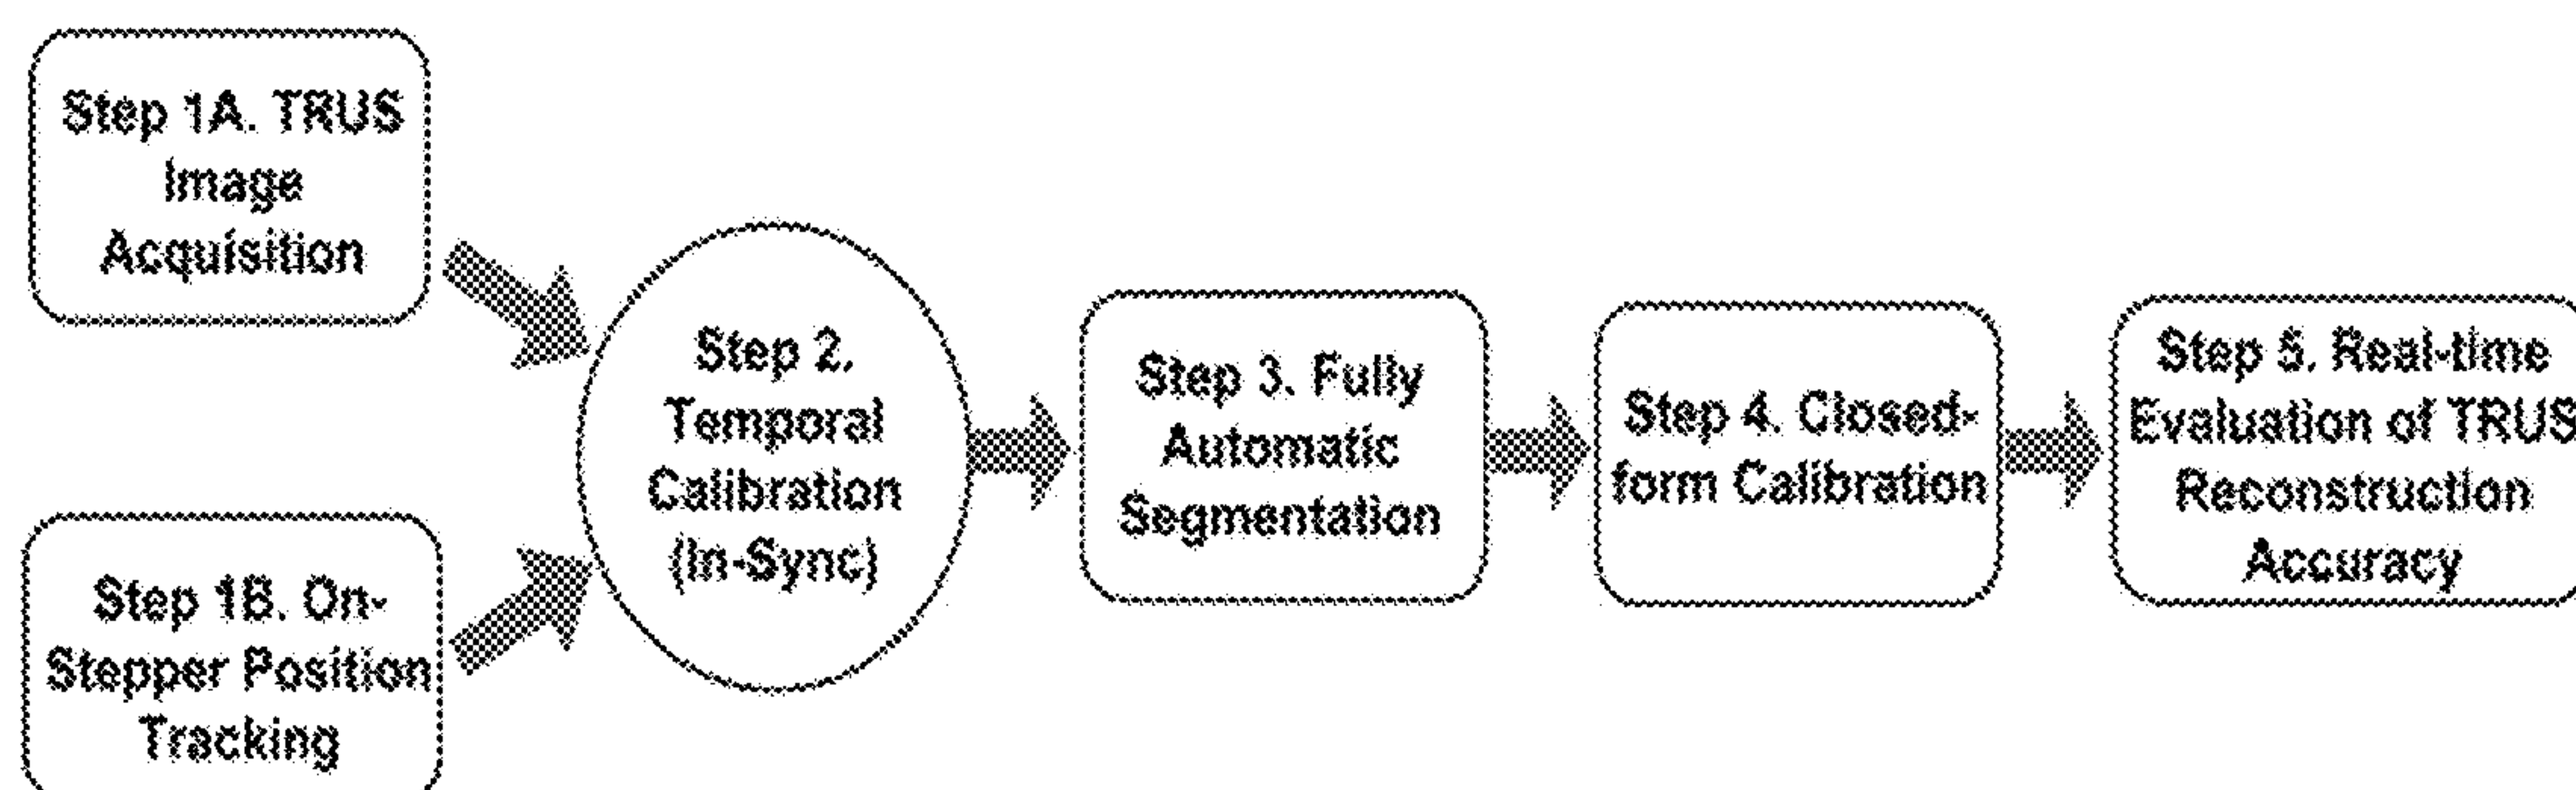 Step 1A. TRUS
Image
Acquisition
Step 1B. On-
Stepper Position
Tracking
Step 2.
Temporal
Calibration
(In-Sync)
Step 3. Fully
Automatic
Segmentation
Step 4. Closed-
form Calibration
Step 5. Real-time
Evaluation of TRUS
Reconstruction
Accuracy